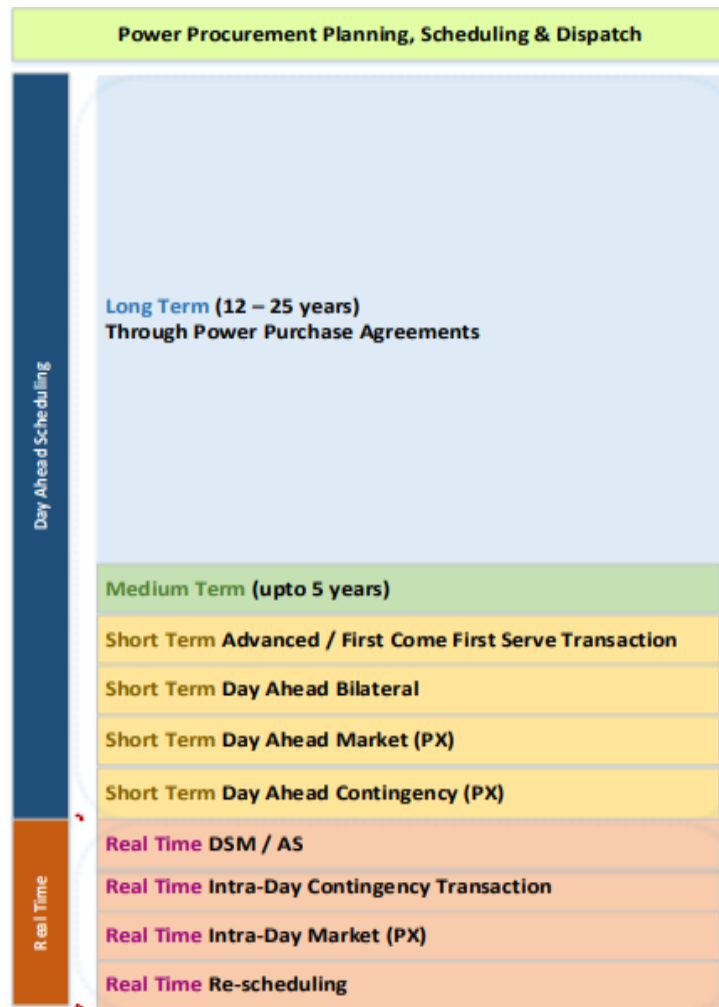 Power Procurement Planning, Scheduling & Dispatch
Day Ahead Scheduling
Long Term (12 – 25 years)
Through Power Purchase Agreements
Medium Term (upto 5 years)
Short Term Advanced / First Come First Serve Transaction
Short Term Day Ahead Bilateral
Short Term Day Ahead Market (PX)
Short Term Day Ahead Contingency (PX)
Real Time
Real Time DSM / AS
Real Time Intra-Day Contingency Transaction
Real Time Intra-Day Market (PX)
Real Time Re-scheduling